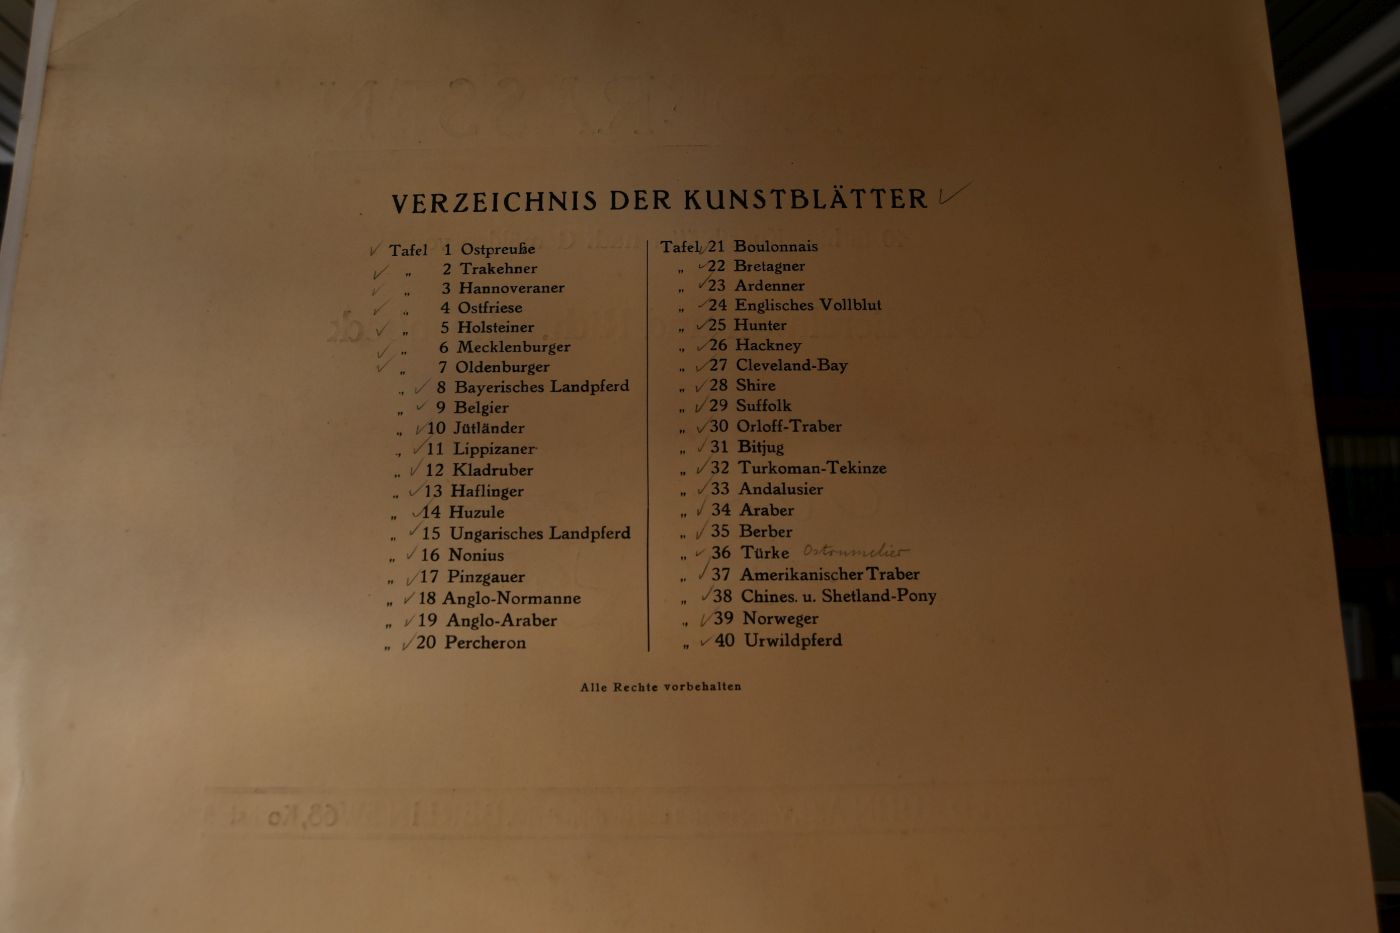 VERZEICHNIS DER KUNSTBLÄTTER
Tafel 1 Ostpreuße
„ 2 Trakehner
„ 3 Hannoveraner
„ 4 Ostfriese
„ 5 Holsteiner
„ 6 Mecklenburger
„ 7 Oldenburger
„ 8 Bayerisches Landpferd
„ 9 Belgier
„ 10 Jütländer
„ 11 Lippizaner
„ 12 Kladruber
„ 13 Haflinger
„ 14 Huzule
„ 15 Ungarisches Landpferd
„ 16 Nonius
„ 17 Pinzgauer
„ 18 Anglo-Normanne
„ 19 Anglo-Araber
„ 20 Percheron
Tafel 21 Boulonnais
„ 22 Bretagner
„ 23 Ardenner
„ 24 Englisches Vollblut
„ 25 Hunter
„ 26 Hackney
„ 27 Cleveland-Bay
„ 28 Shire
„ 29 Suffolk
„ 30 Orloff-Traber
„ 31 Bitjug
„ 32 Turkoman-Tekinze
„ 33 Andalusier
„ 34 Araber
„ 35 Berber
„ 36 Türke Ostrumelier
„ 37 Amerikanischer Traber
„ 38 Chines. u. Shetland-Pony
„ 39 Norweger
„ 40 Urwildpferd
Alle Rechte vorbehalten